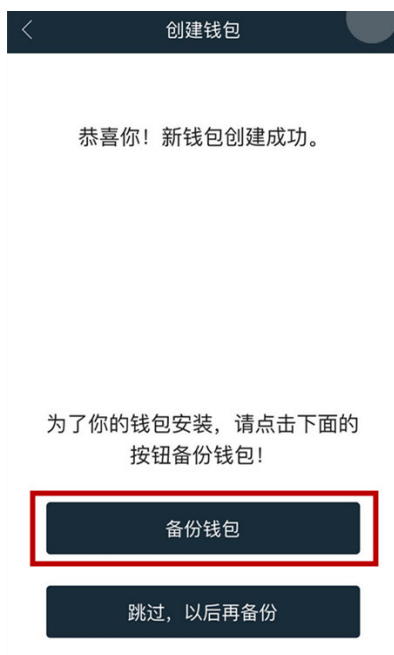 创建钱包
恭喜你！新钱包创建成功。
为了你的钱包安装，请点击下面的
按钮备份钱包！
备份钱包
跳过，以后再备份